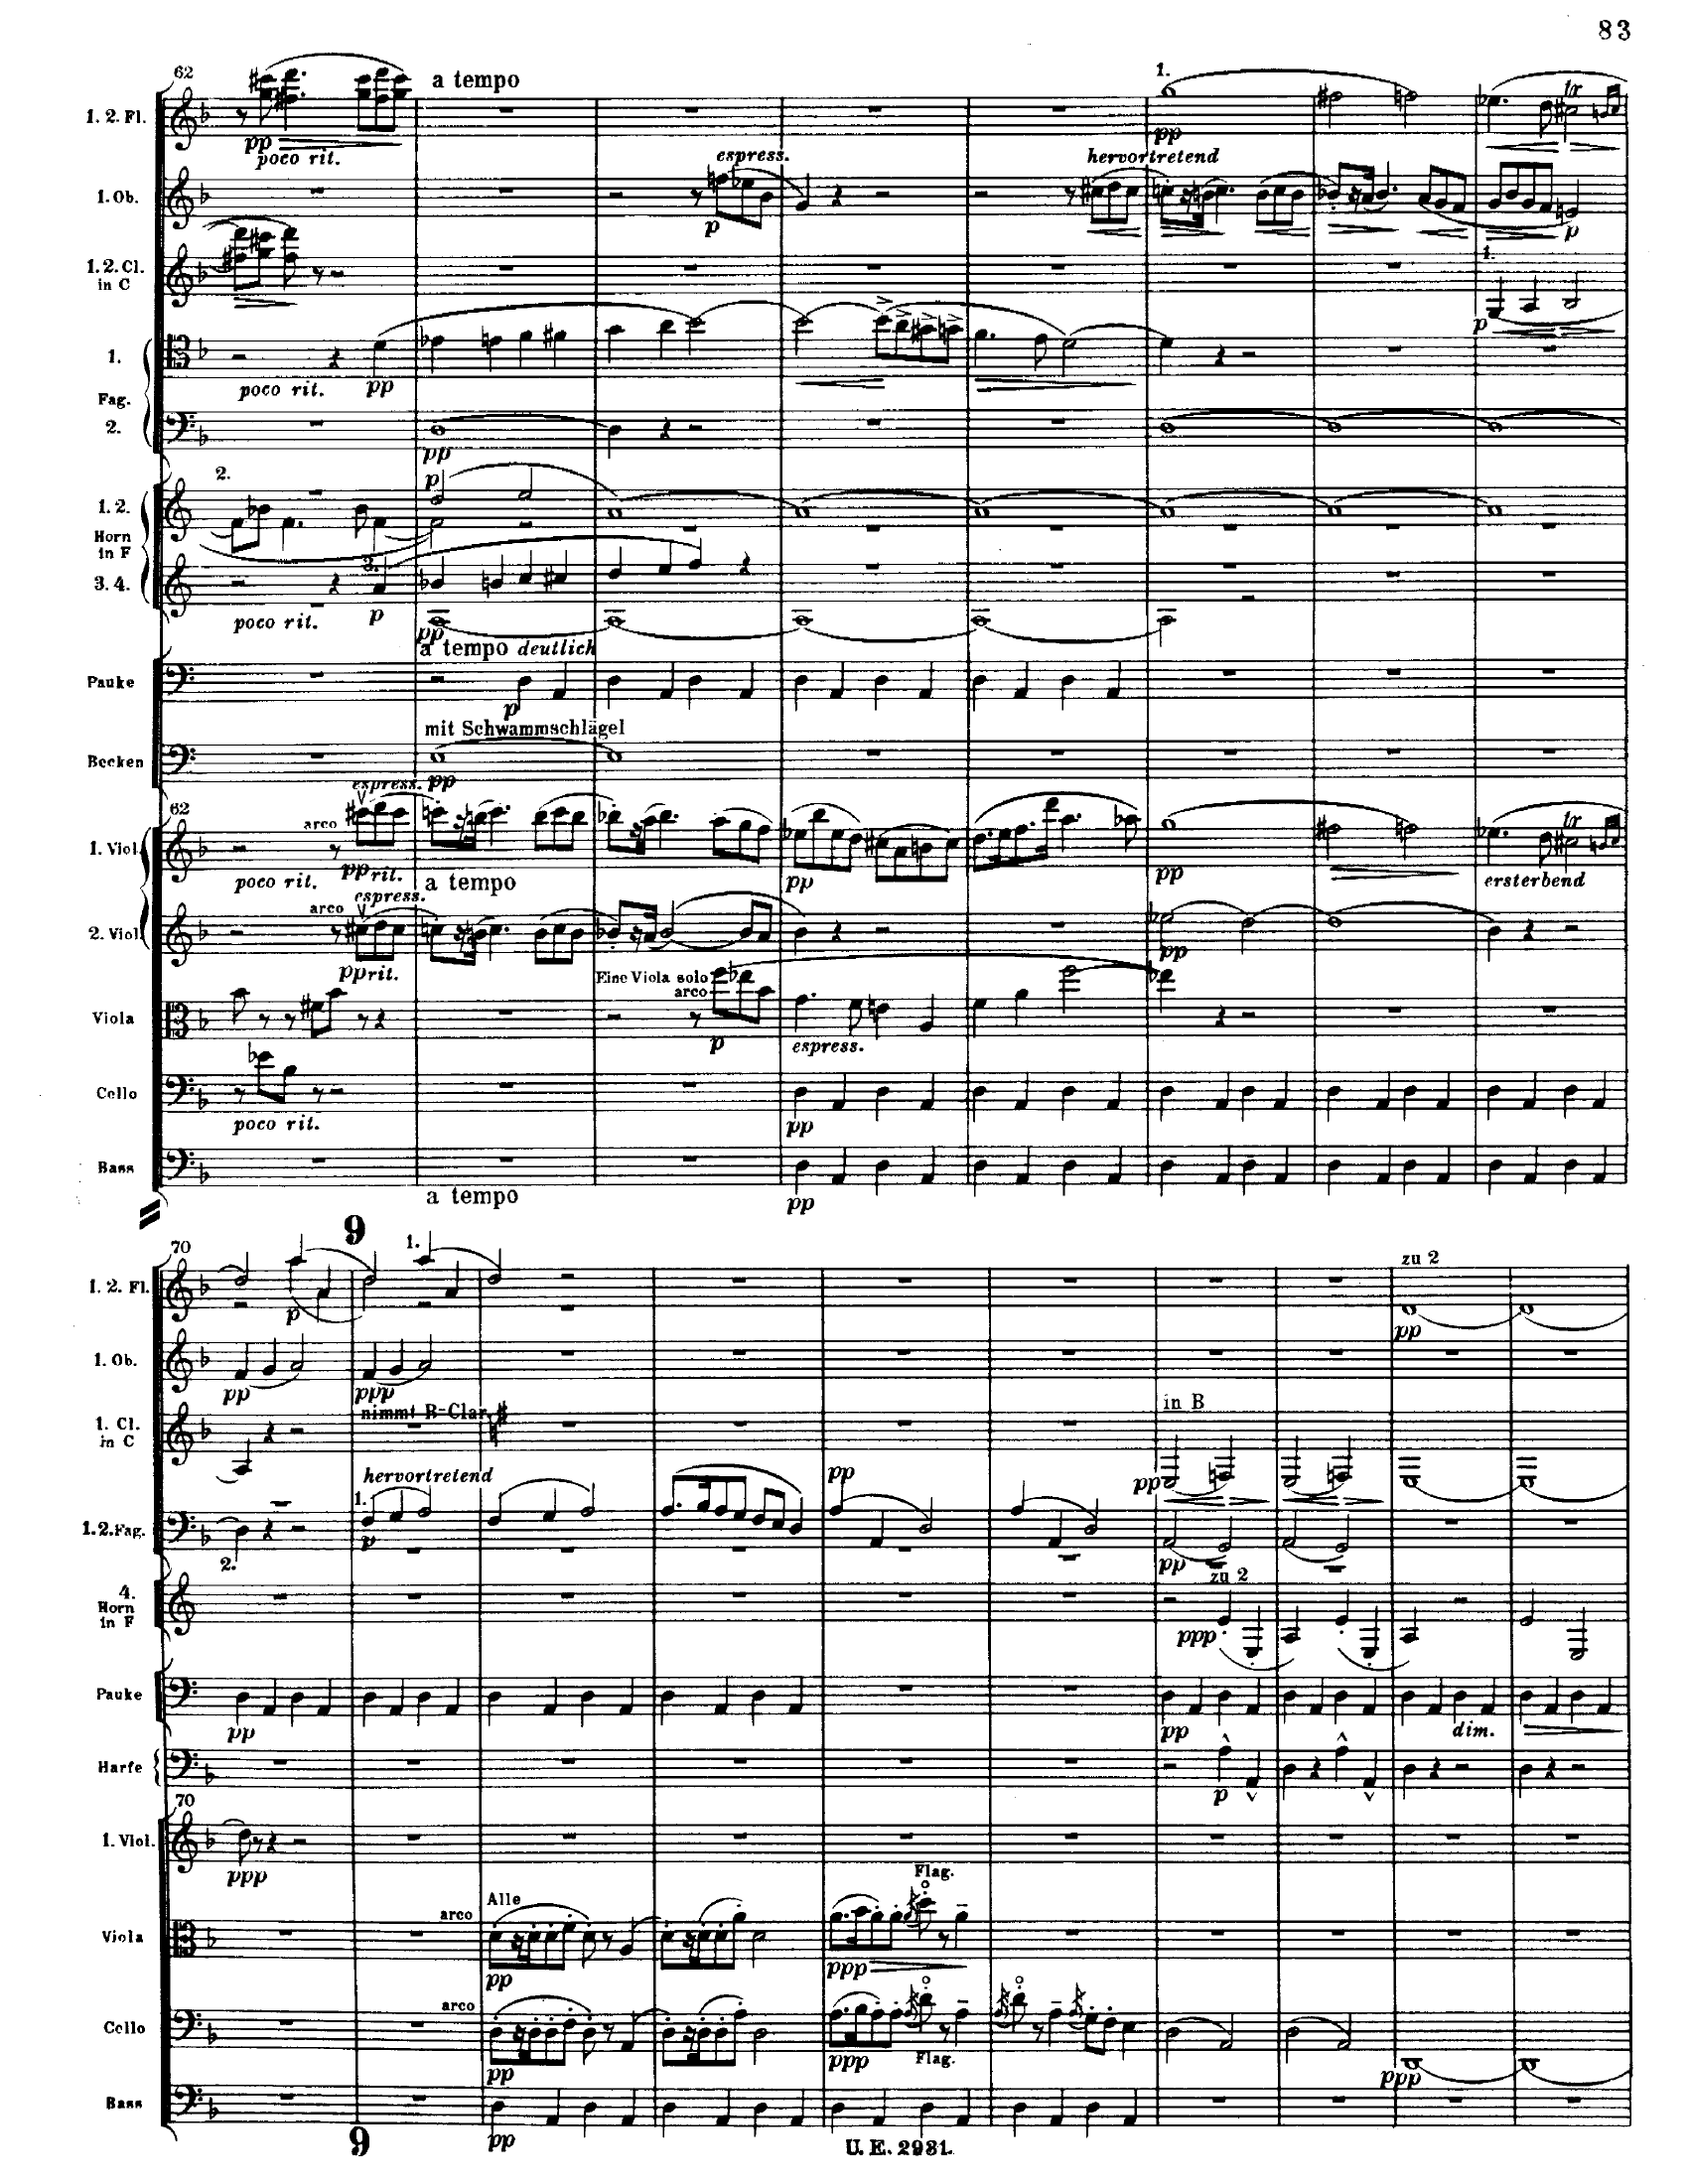 83
62
1.
a tempo
1. 2. Fl.
pp
pp
poco rit.
espress.
hervortretend
1. Ob.
p
p
1.
1. 2. Cl.
in C
p
1.
poco rit.
pp
Fag.
2.
pp
2.
p
1. 2.
Horn
in F
3.
3. 4.
poco rit.
p
pp
a tempo deutlich
Pauke
p
mit Schwammschlägel
Becken
pp
espress.
62
arco
1. Viol.
pp rit.
pp
pp
poco rit.
a tempo
ersterbend
espress.
arco
2. Viol.
pp rit.
pp
Eine Viola solo
arco
Viola
p
espress.
Cello
poco rit.
pp
Bass
a tempo
pp
9
70
1.
zu 2
1. 2. Fl.
p
pp
1. Ob.
pp
ppp
nimmt B-Clar.
in B
1. Cl.
in C
hervortretend
pp
pp
1.
1. 2. Fag.
p
2.
pp
4.
Horn
in F
zu 2
ppp
Pauke
pp
pp
dim.
Harfe
p
70
1. Viol.
ppp
Flag.
Alle
arco
Viola
pp
ppp
arco
Cello
pp
ppp
Flag.
ppp
Bass
pp
9
U. E. 2931.